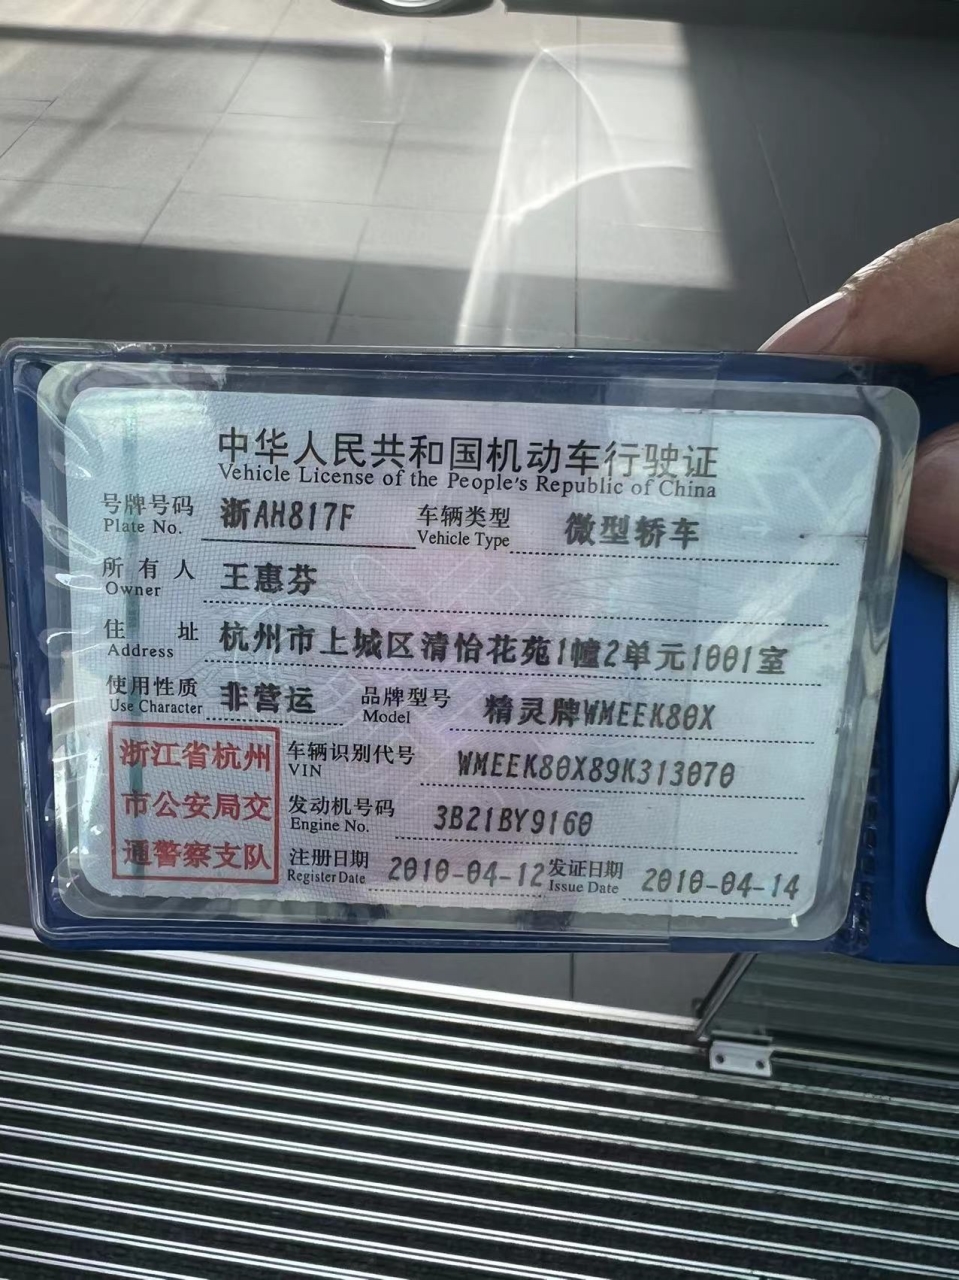 中华人民共和国机动车行驶证
Vehicle License of the People's Republic of China
号牌号码 浙AH817F 车辆类型 微型轿车
Plate No. Vehicle Type
所有人 王惠芬
Owner
住址 杭州市上城区清怡花苑1幢2单元1001室
Address
使用性质 非营运 品牌型号 精灵牌WMEEK80X
Use Character Model
浙江省杭州
市公安局交
通警察支队
车辆识别代号 WMEEK80X89K313070
VIN
发动机号码 3B21BY9160
Engine No.
注册日期 2010-04-12 发证日期 2010-04-14
Register Date Issue Date